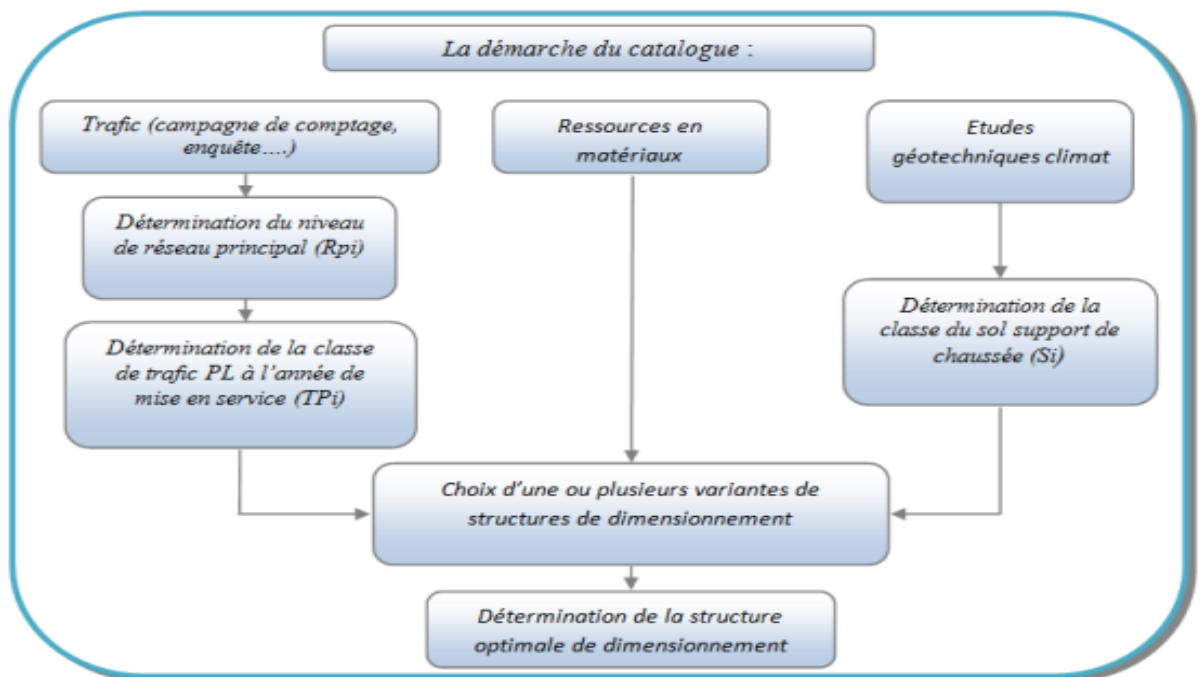 La démarche du catalogue :
Trafic (campagne de comptage,
enquête….)
Ressources en
matériaux
Etudes
géotechniques climat
Détermination du niveau
de réseau principal (Rpi)
Détermination de la classe
de trafic PL à l’année de
mise en service (TPi)
Détermination de la
classe du sol support de
chaussée (Si)
Choix d’une ou plusieurs variantes de
structures de dimensionnement
Détermination de la structure
optimale de dimensionnement